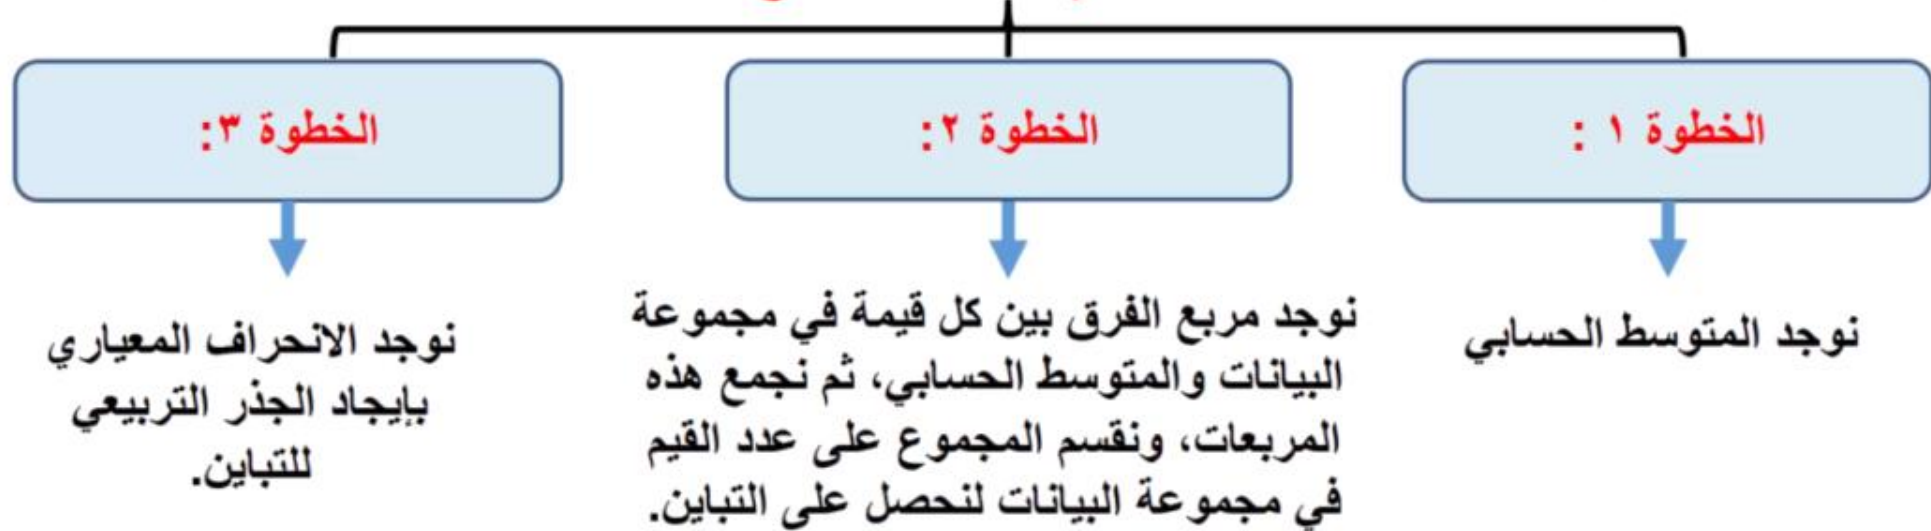 الخطوة ١ :
نوجد المتوسط الحسابي
الخطوة ٢:
نوجد مربع الفرق بين كل قيمة في مجموعة
البيانات والمتوسط الحسابي، ثم نجمع هذه
المربعات، ونقسم المجموع على عدد القيم
في مجموعة البيانات لنحصل على التباين.
الخطوة ٣:
نوجد الانحراف المعياري
بإيجاد الجذر التربيعي
للتباين.